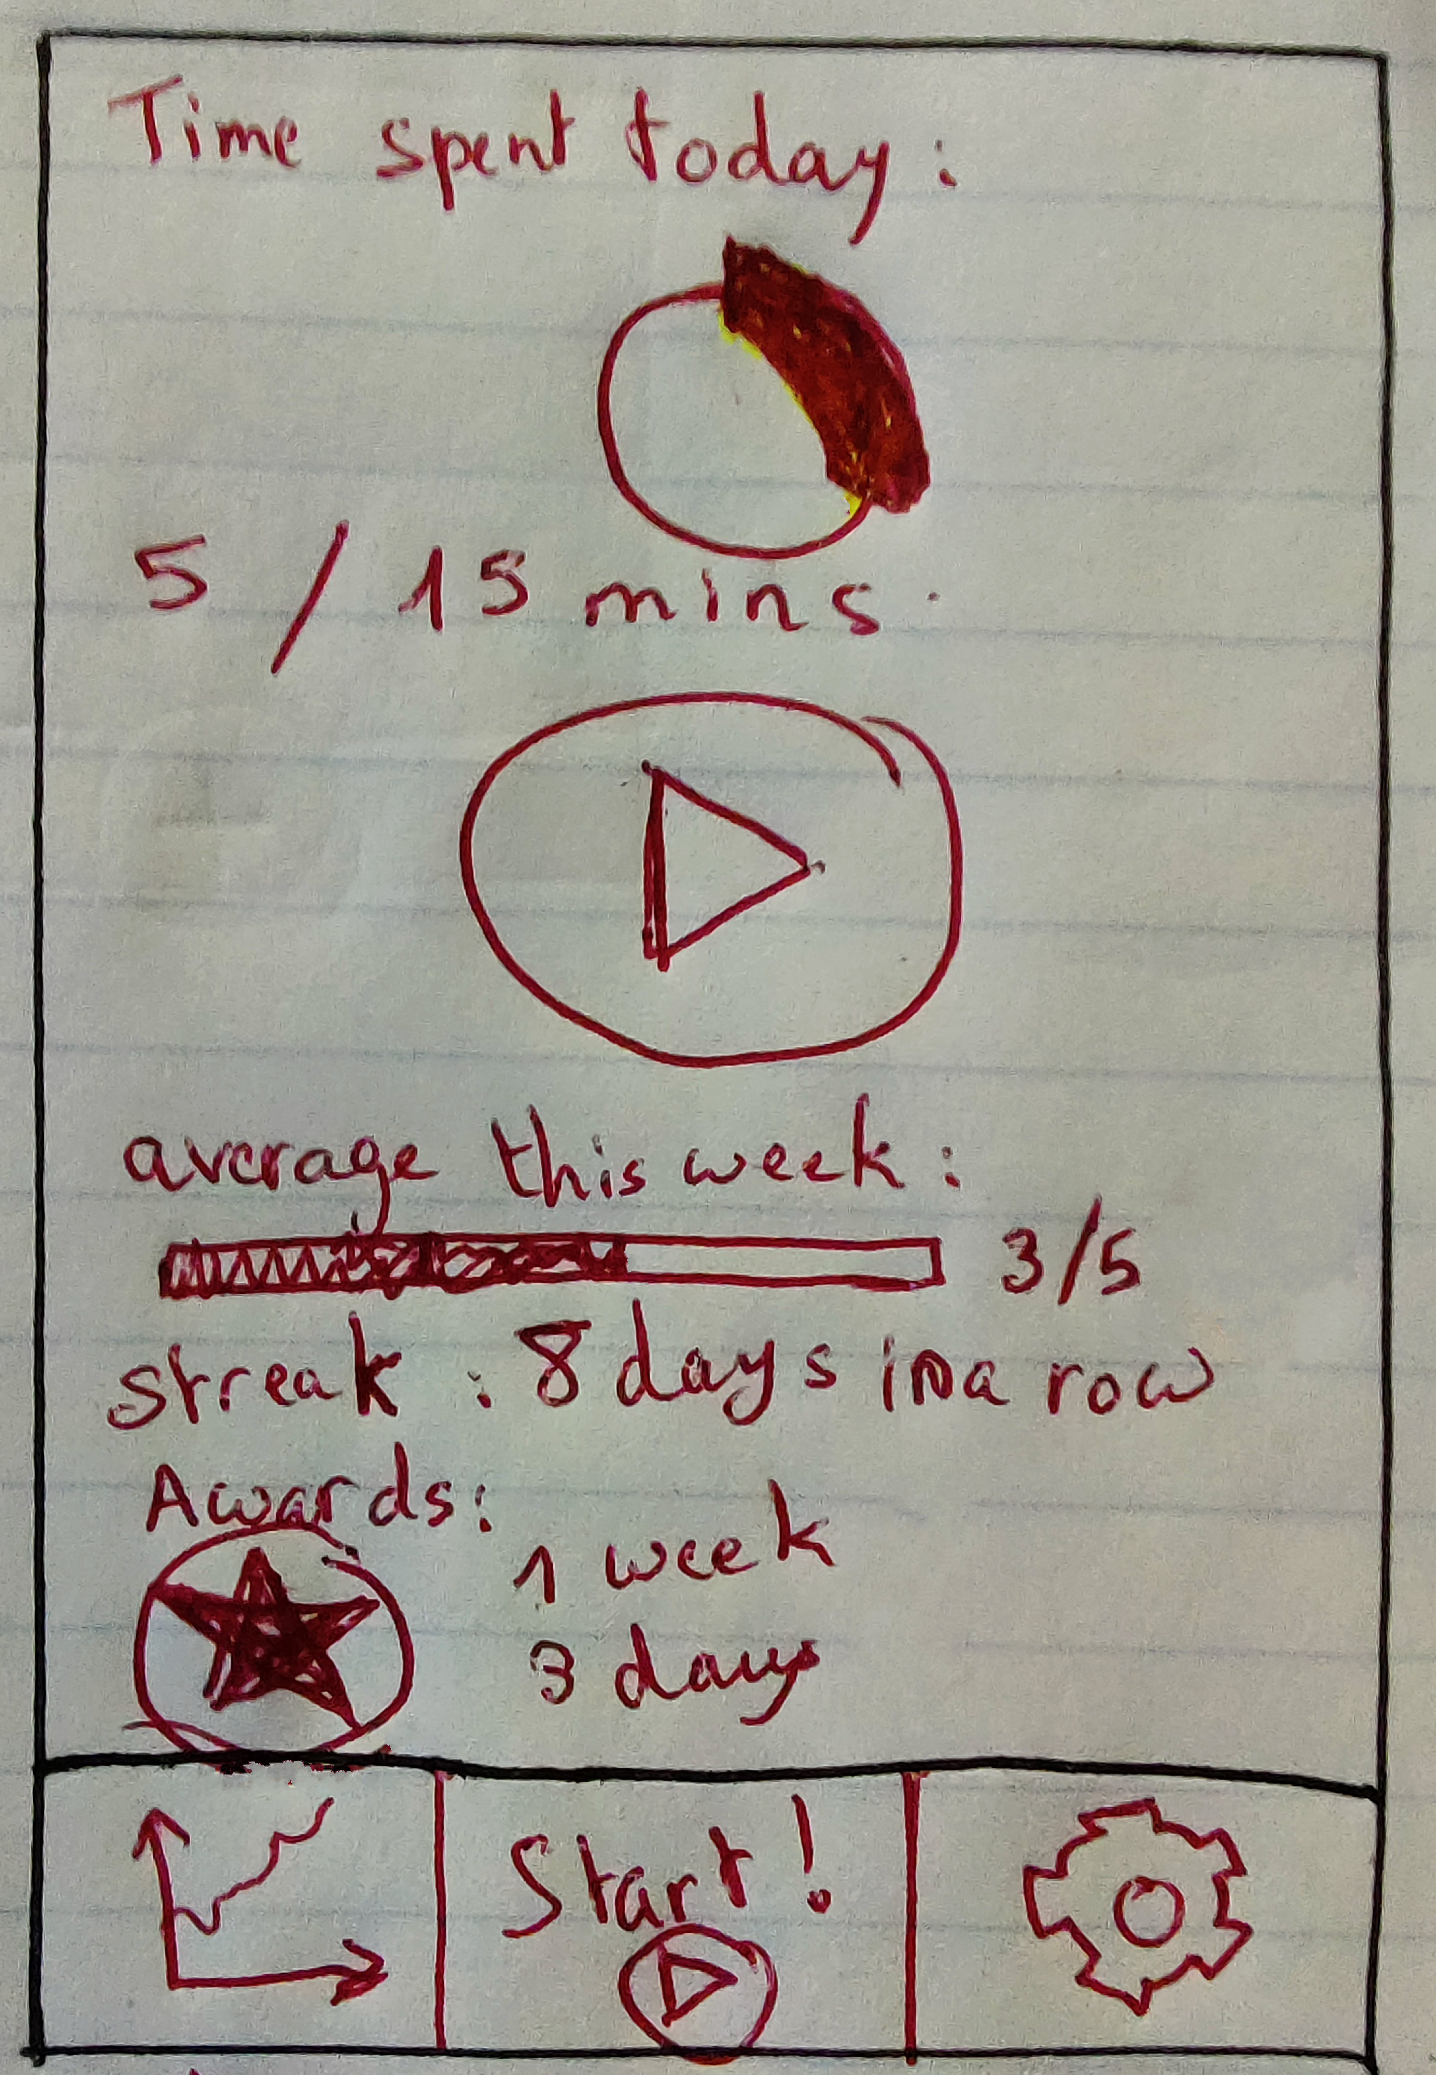 Time spent today:
5 / 15 mins.
average this week:
3/5
streak : 8 days in a row
Awards:
1 week
3 days
Start!